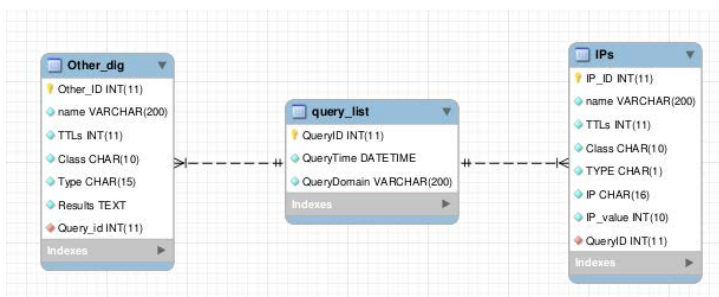 Other_dig
Other_ID INT(11)
name VARCHAR(200)
TTLs INT(11)
Class CHAR(10)
Type CHAR(15)
Results TEXT
Query_id INT(11)
Indexes
query_list
QueryID INT(11)
QueryTime DATETIME
QueryDomain VARCHAR(200)
Indexes
IPs
IP_ID INT(11)
name VARCHAR(200)
TTLs INT(11)
Class CHAR(10)
TYPE CHAR(1)
IP CHAR(16)
IP_value INT(10)
QueryID INT(11)
Indexes